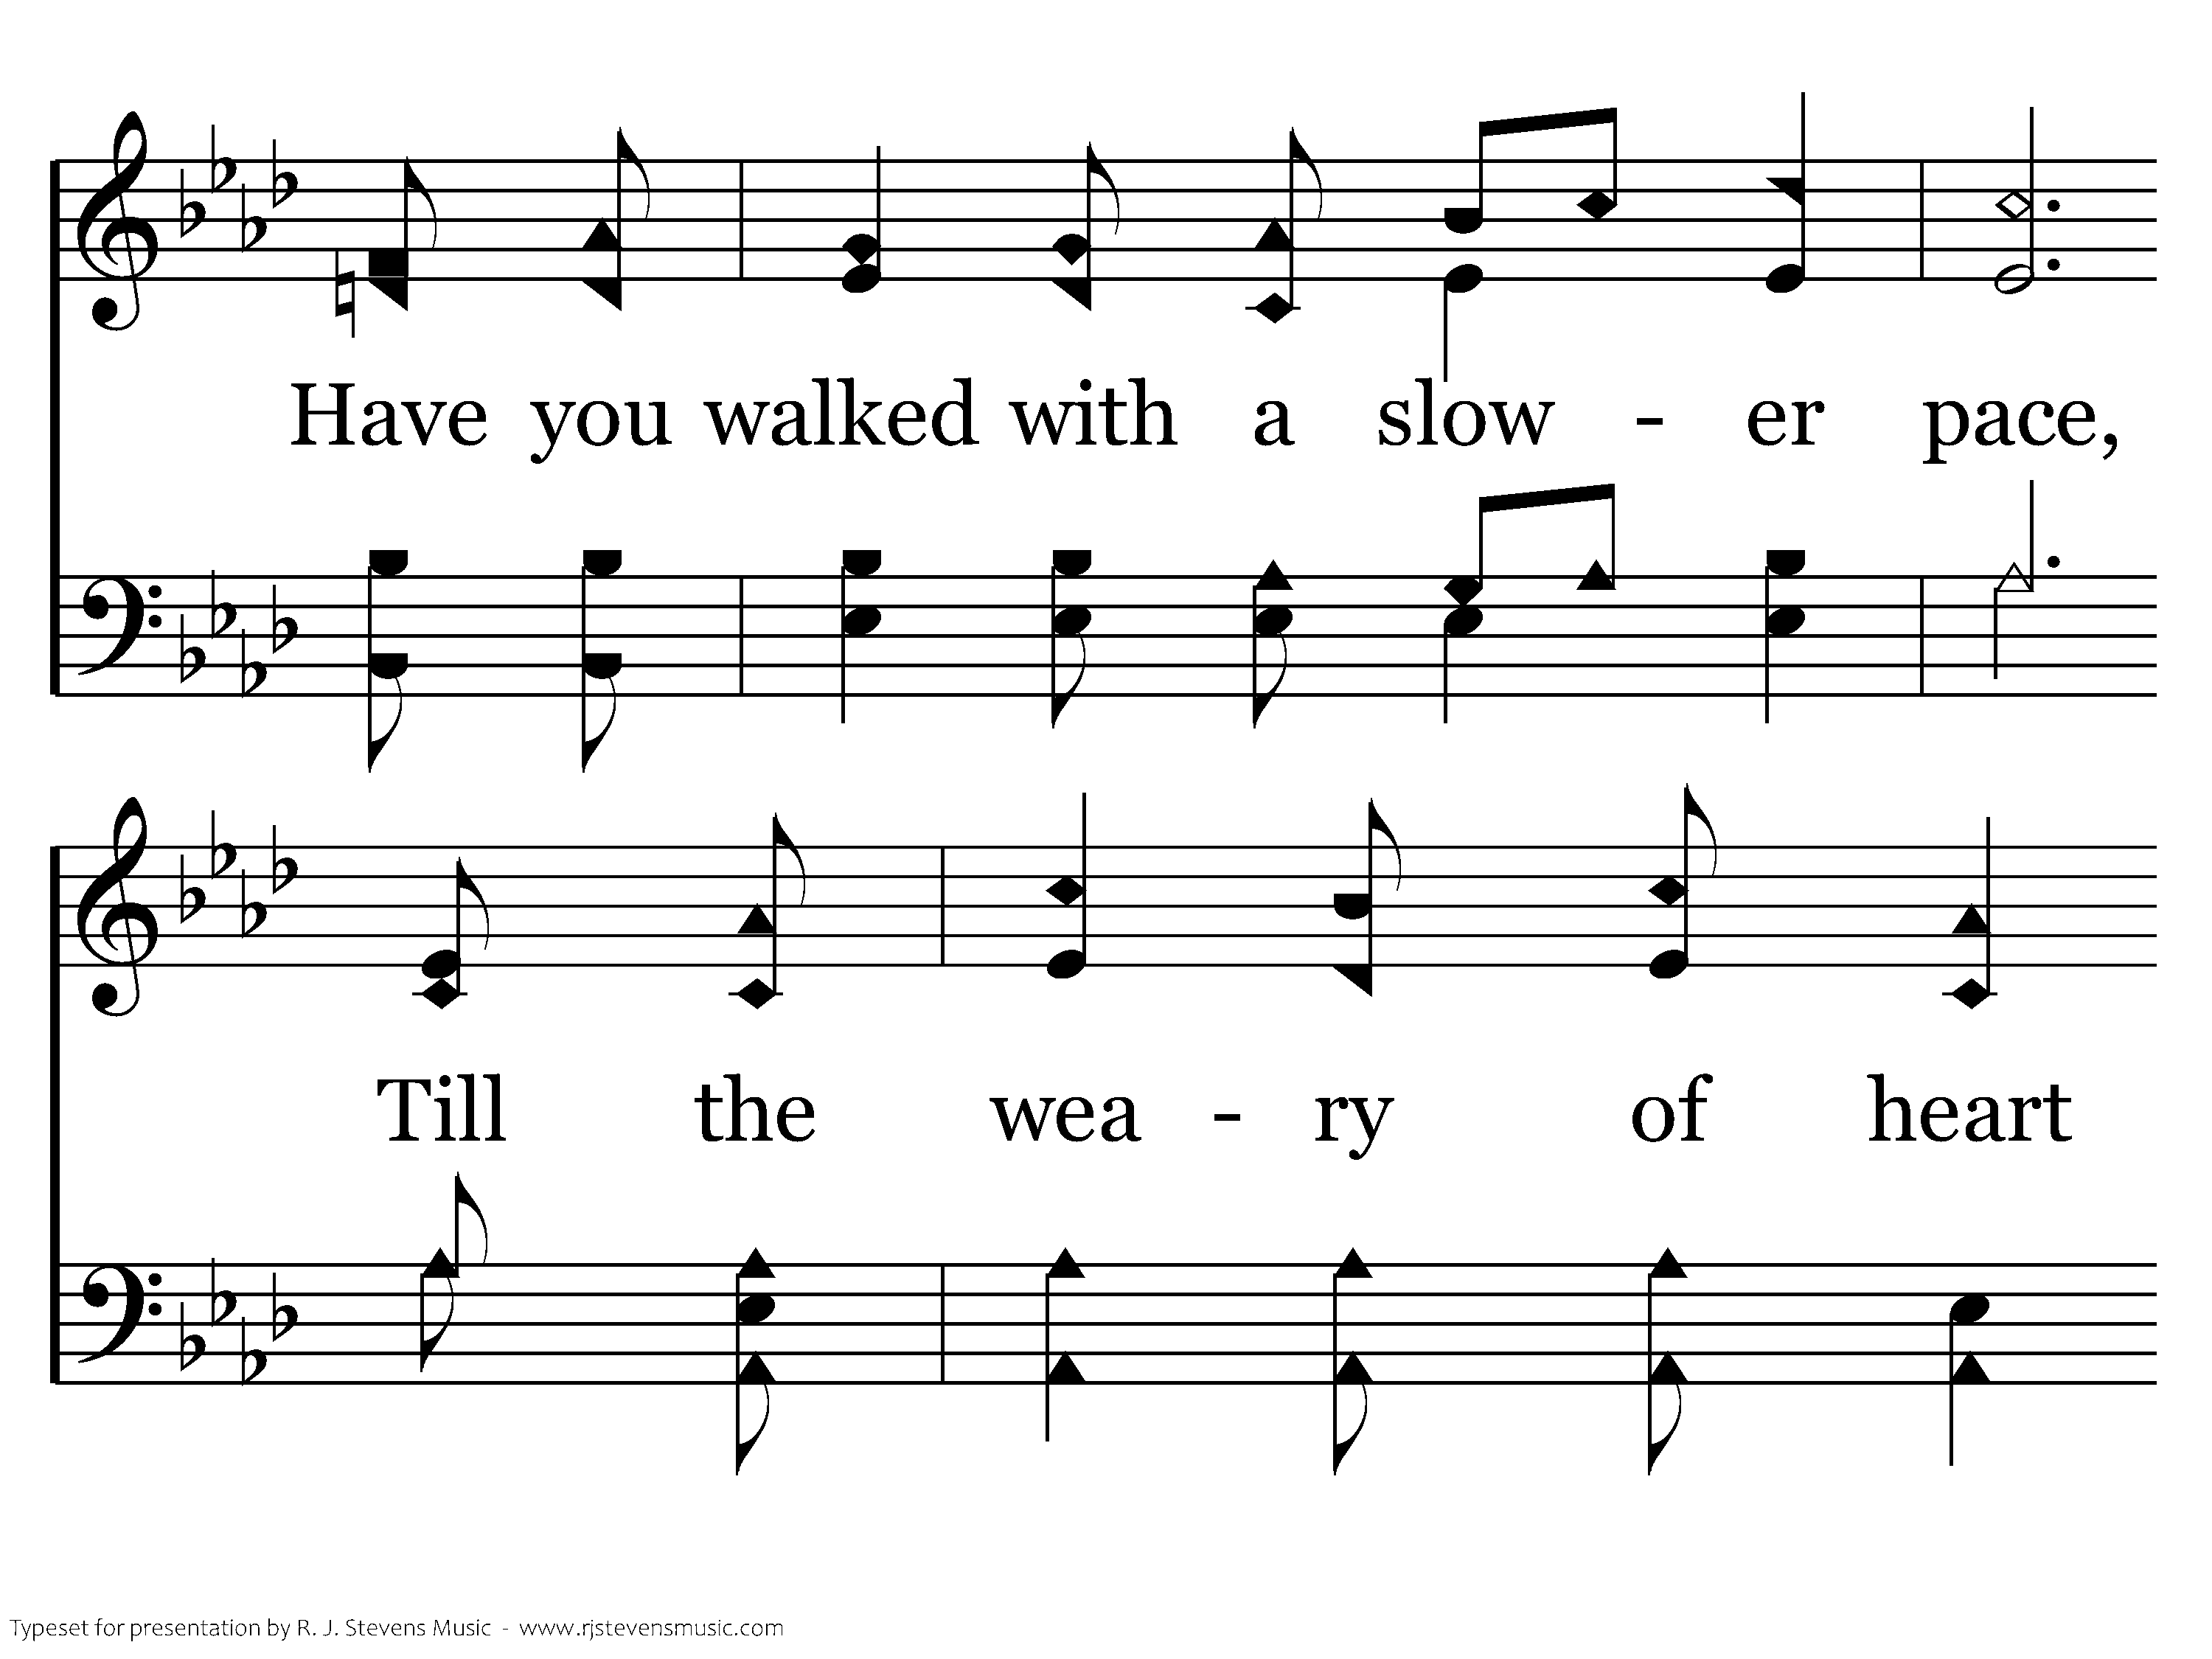 Have you walked with a slow - er pace,
Till the wea - ry of heart
Typeset for presentation by R. J. Stevens Music - www.rjstevensmusic.com